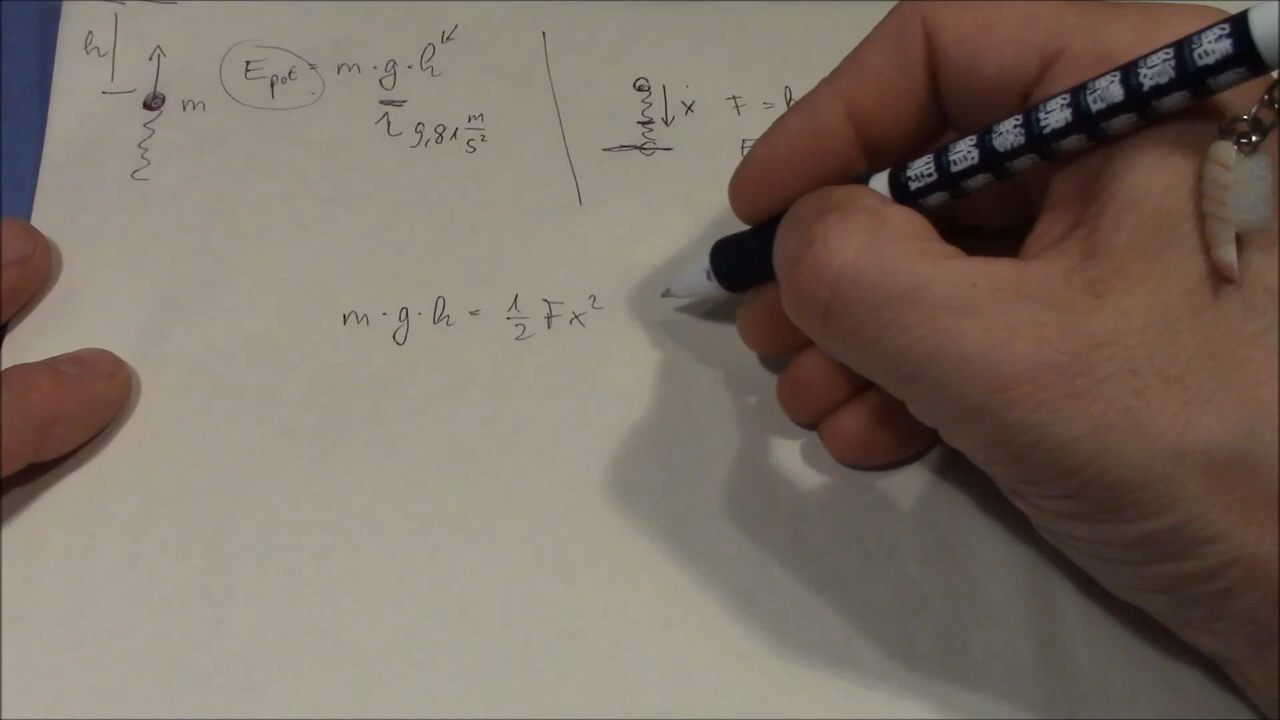 h
m
E_pot = m · g · h
9,81 m/s²
x F =
E
m · g · h = 1/2 F x²